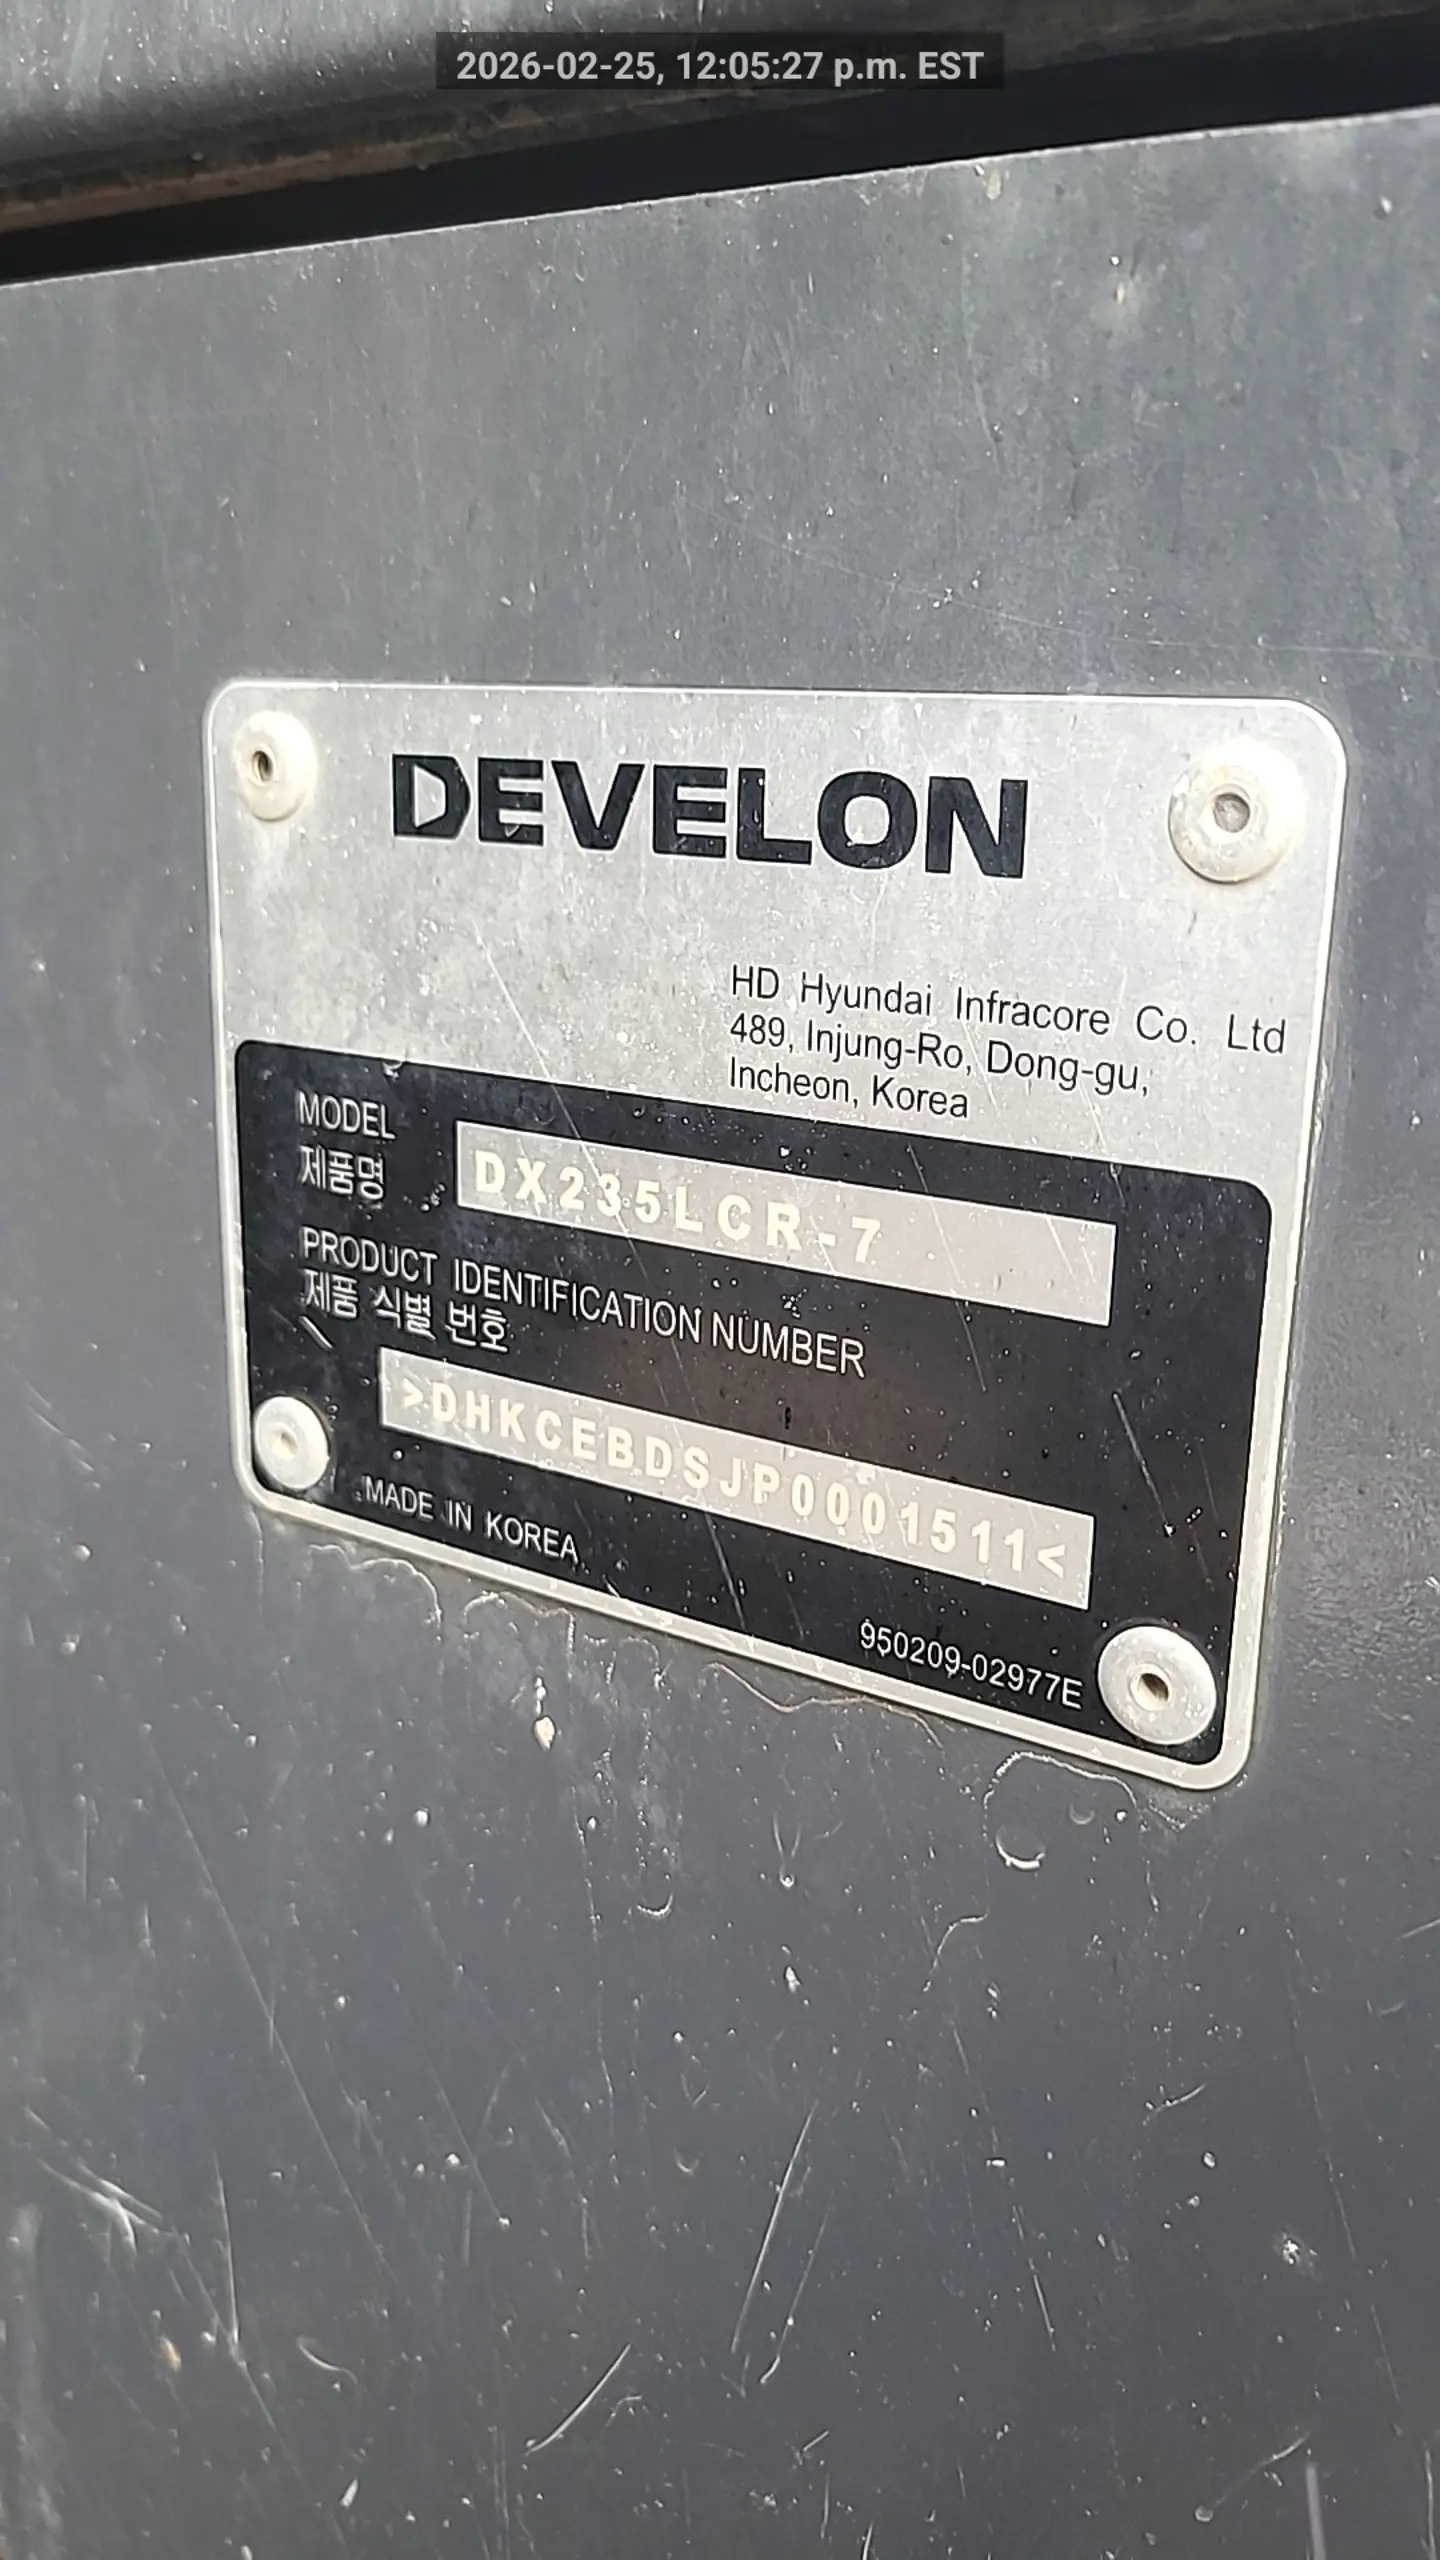 2026-02-25, 12:05:27 p.m. EST
DEVELON
HD Hyundai Infracore Co. Ltd
489, Injung-Ro, Dong-gu,
Incheon, Korea
MODEL
제품명
DX235LCR-7
PRODUCT IDENTIFICATION NUMBER
제품 식별 번호
>DHKCEBDSJP0001511<
MADE IN KOREA
950209-02977E